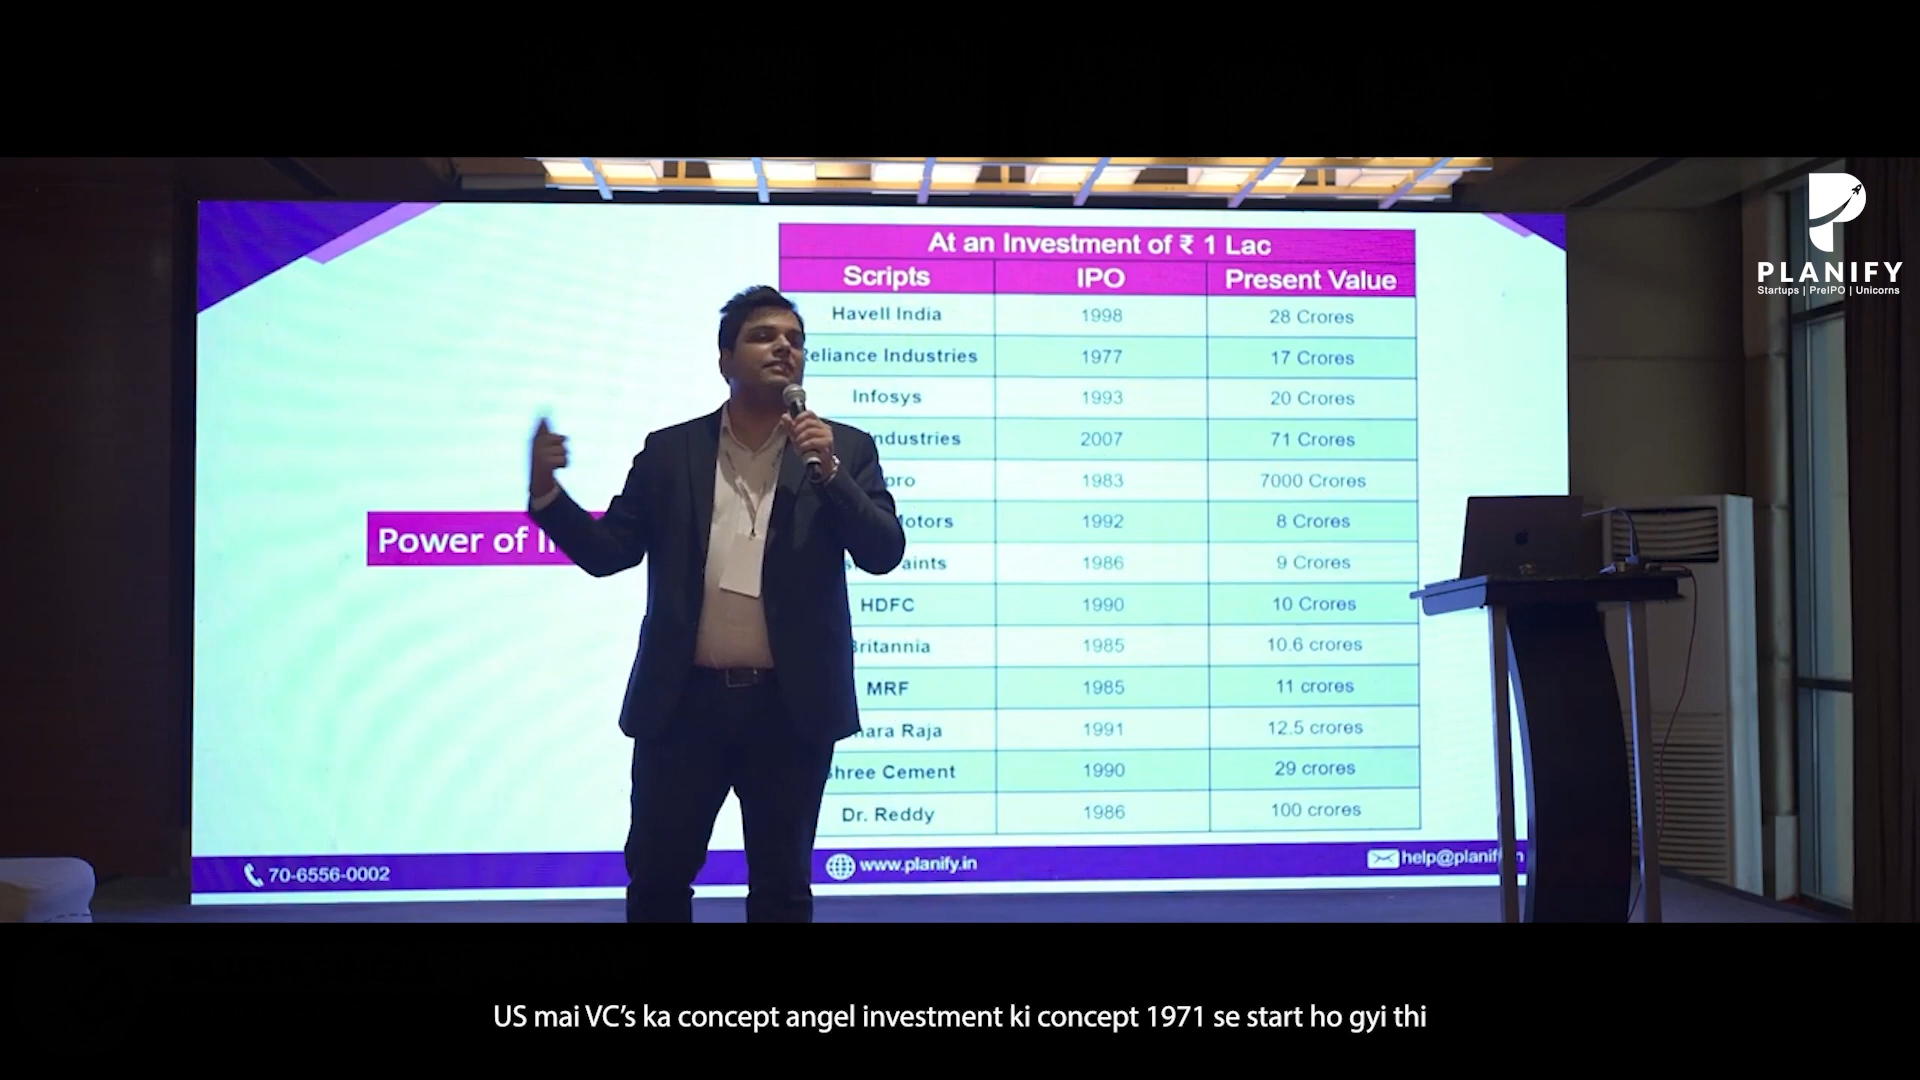 PLANIFY
Startups | PreIPO | Unicorns
At an Investment of ₹ 1 Lac
Scripts IPO Present Value
Havell India 1998 28 Crores
Reliance Industries 1977 17 Crores
Infosys 1993 20 Crores
Industries 2007 71 Crores
pro 1983 7000 Crores
Motors 1992 8 Crores
aints 1986 9 Crores
HDFC 1990 10 Crores
Britannia 1985 10.6 crores
MRF 1985 11 crores
ara Raja 1991 12.5 crores
Shree Cement 1990 29 crores
Dr. Reddy 1986 100 crores
Power of
70-6556-0002 www.planify.in help@planify.in
US mai VC's ka concept angel investment ki concept 1971 se start ho gyi thi